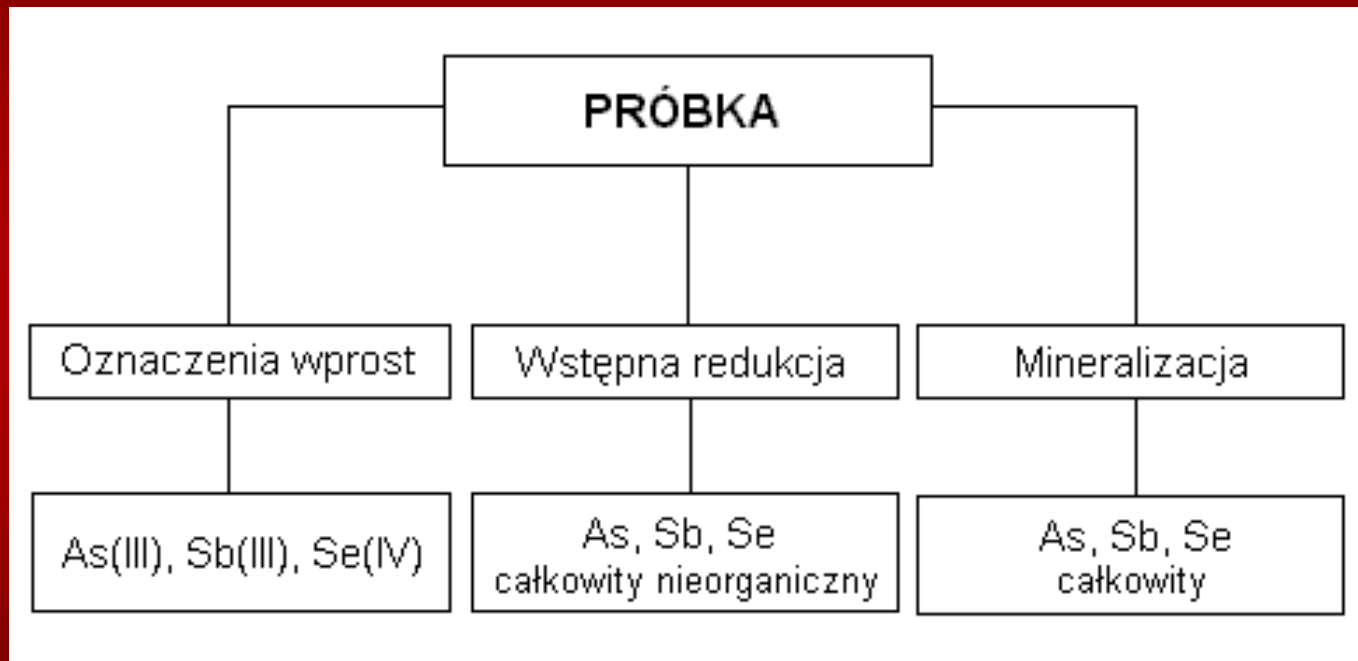 PRÓBKA
Oznaczenia wprost
Wstępna redukcja
Mineralizacja
As(III), Sb(III), Se(IV)
As, Sb, Se
całkowity nieorganiczny
As, Sb, Se
całkowity